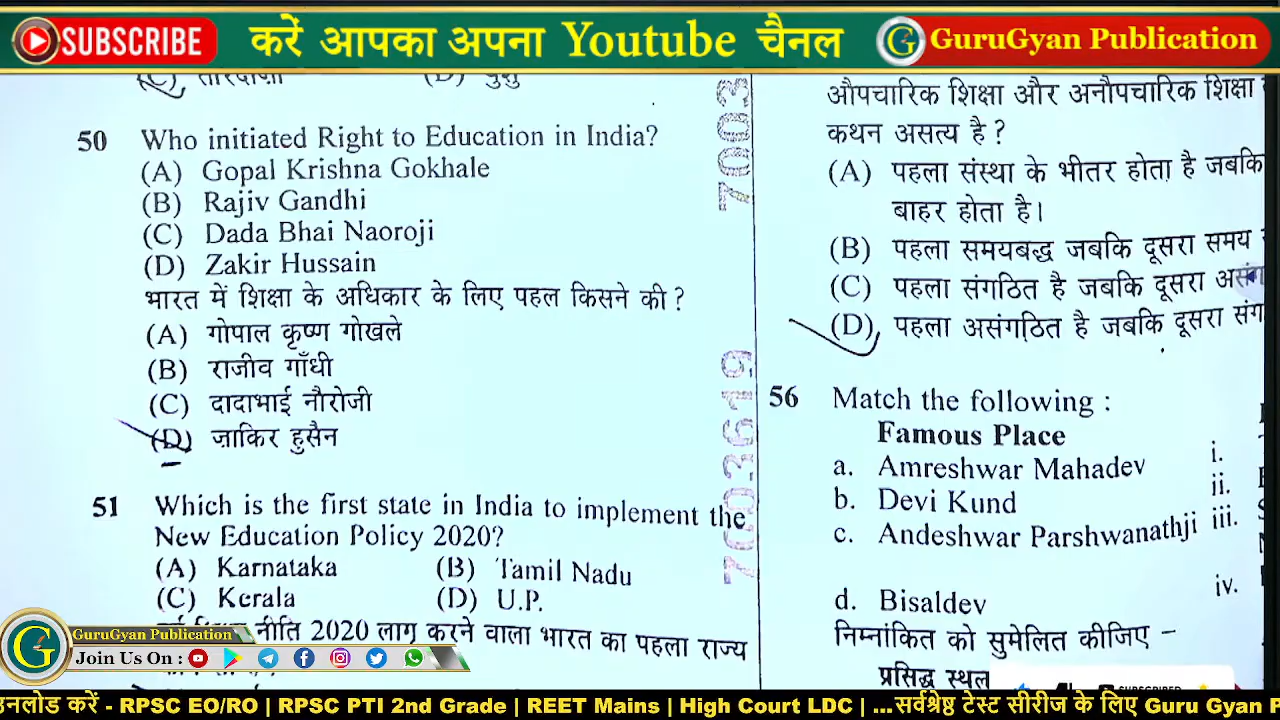 SUBSCRIBE करें आपका अपना Youtube चैनल GuruGyan Publication
50 Who initiated Right to Education in India?
(A) Gopal Krishna Gokhale
(B) Rajiv Gandhi
(C) Dada Bhai Naoroji
(D) Zakir Hussain
भारत में शिक्षा के अधिकार के लिए पहल किसने की ?
(A) गोपाल कृष्ण गोखले
(B) राजीव गाँधी
(C) दादाभाई नौरोजी
(D) जाकिर हुसैन
51 Which is the first state in India to implement the
New Education Policy 2020?
(A) Karnataka (B) Tamil Nadu
(C) Kerala (D) U.P.
नीति 2020 लागू करने वाला भारत का पहला राज्य
7003
7003619
औपचारिक शिक्षा और अनौपचारिक शिक्षा
कथन असत्य है ?
(A) पहला संस्था के भीतर होता है जबकि
बाहर होता है।
(B) पहला समयबद्ध जबकि दूसरा समय
(C) पहला संगठित है जबकि दूसरा
(D) पहला असंगठित है जबकि दूसरा
56 Match the following :
Famous Place
a. Amreshwar Mahadev i.
b. Devi Kund ii.
c. Andeshwar Parshwanathji iii.
d. Bisaldev iv.
निम्नांकित को सुमेलित कीजिए –
प्रसिद्ध स्थल
GuruGyan Publication
Join Us On :
करें - RPSC EO/RO | RPSC PTI 2nd Grade | REET Mains | High Court LDC | ...सर्वश्रेष्ठ टेस्ट सीरीज के लिए Guru Gyan